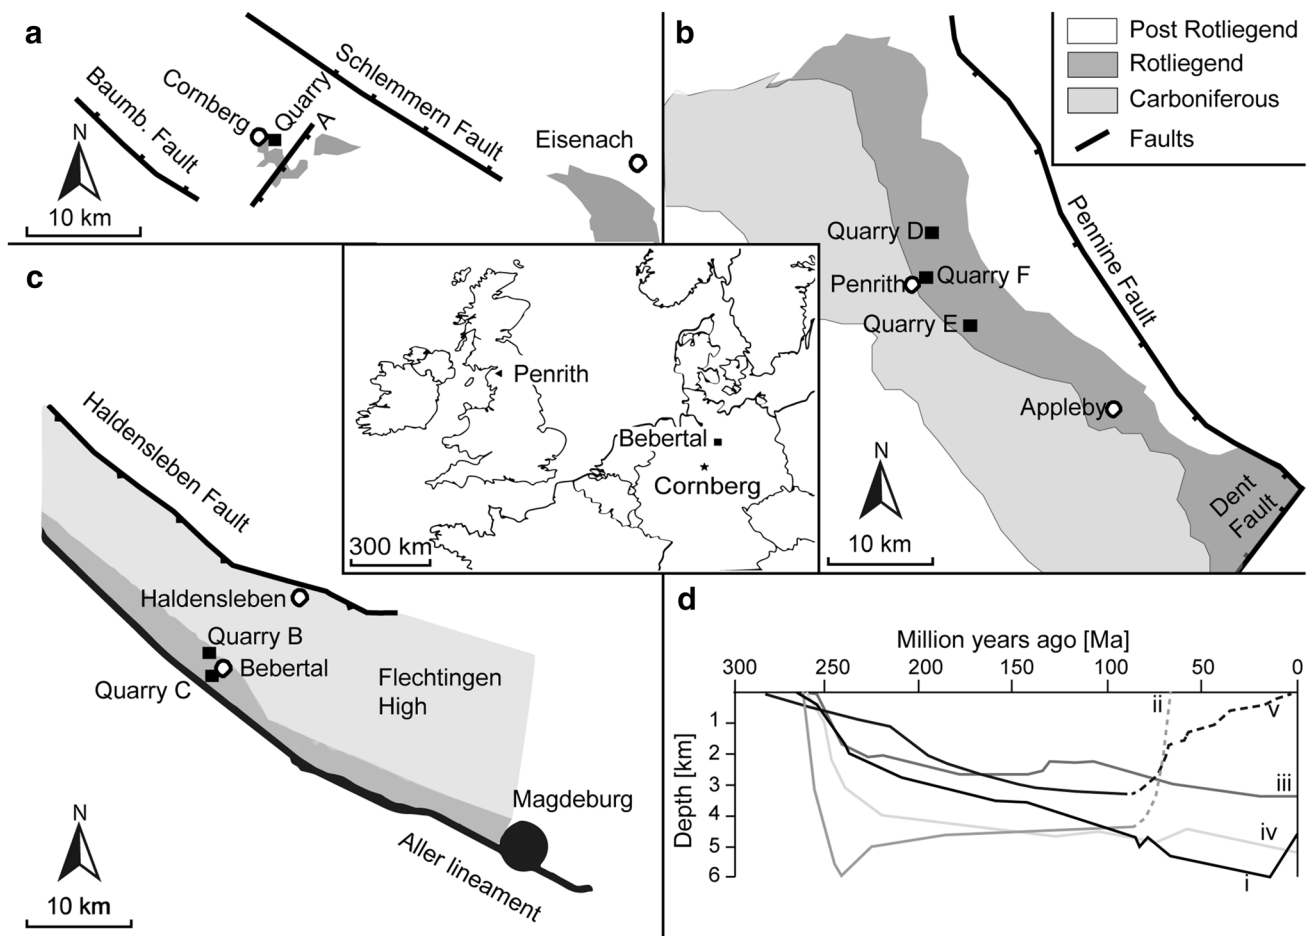 a
Schlemmern Fault
Baumb. Fault
Cornberg
Quarry
A
Eisenach
N
10 km
b
Post Rotliegend
Rotliegend
Carboniferous
Faults
Pennine Fault
Quarry D
Quarry F
Penrith
Quarry E
Appleby
Dent
Fault
N
10 km
c
Haldensleben Fault
Haldensleben
Quarry B
Bebertal
Quarry C
Flechtingen
High
Magdeburg
Aller lineament
N
10 km
Penrith
Bebertal
Cornberg
300 km
d
Million years ago [Ma]
300 250 200 150 100 50 0
Depth [km]
1
2
3
4
5
6
ii
v
iii
iv
i